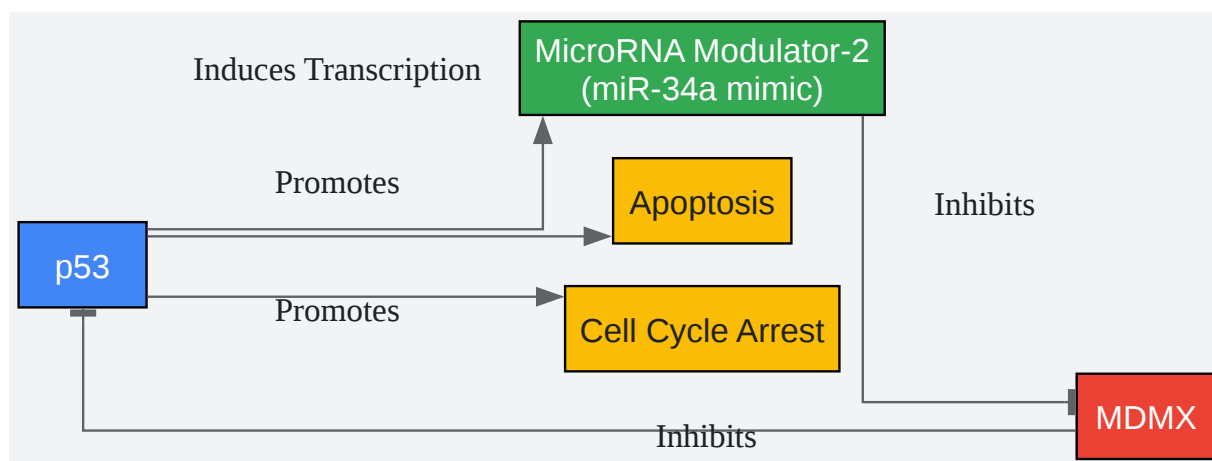 MicroRNA Modulator-2
(miR-34a mimic)
Induces Transcription
Promotes
Apoptosis
Inhibits
p53
Promotes
Cell Cycle Arrest
MDMX
Inhibits